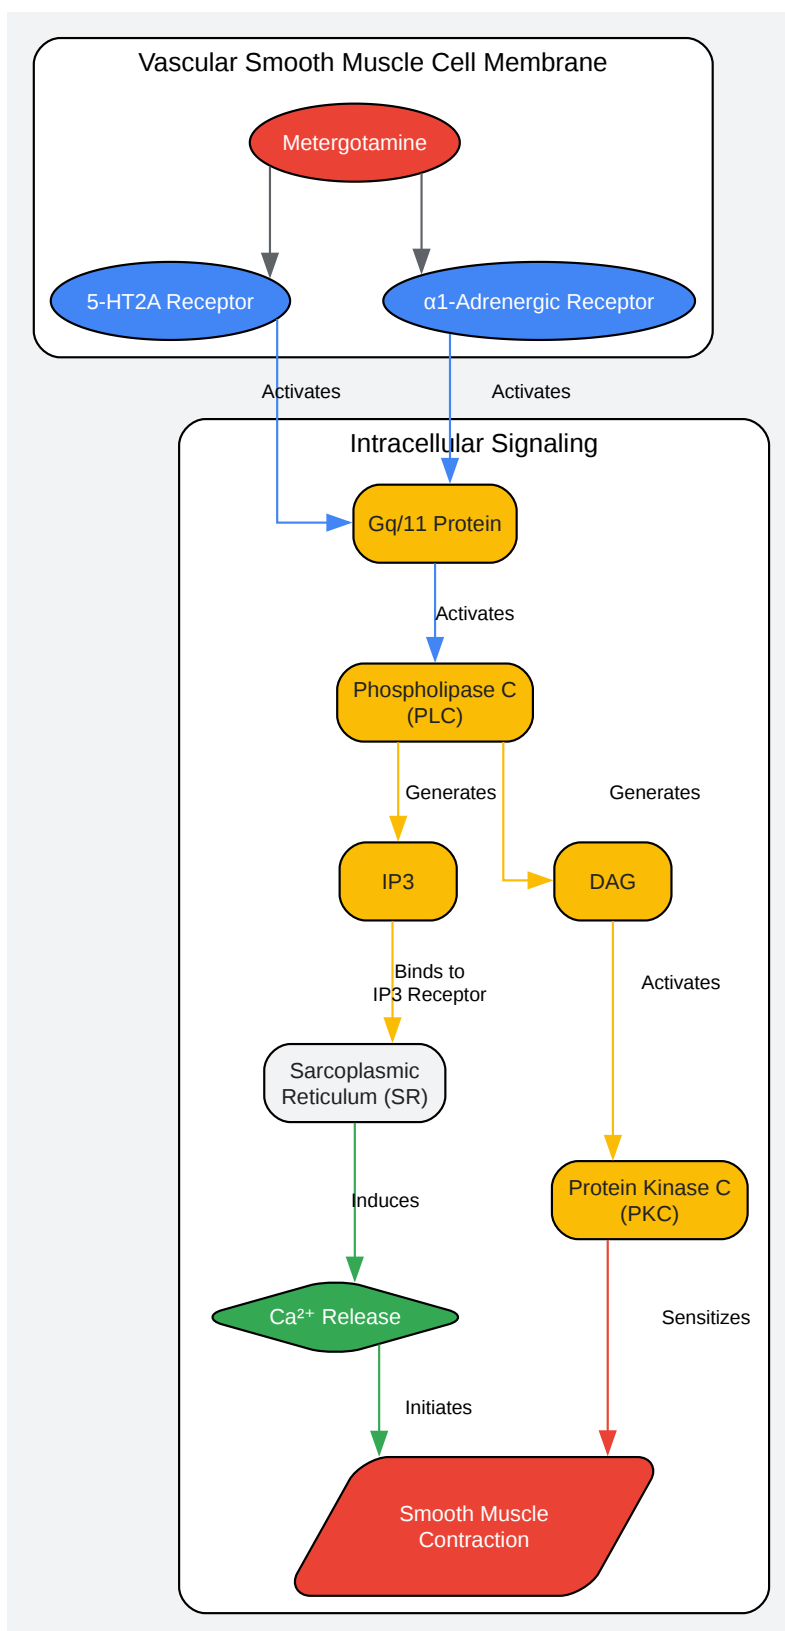 Vascular Smooth Muscle Cell Membrane
Metergotamine
5-HT2A Receptor
α1-Adrenergic Receptor
Activates
Activates
Intracellular Signaling
Gq/11 Protein
Activates
Phospholipase C
(PLC)
Generates
Generates
IP3
DAG
Binds to
IP3 Receptor
Activates
Sarcoplasmic
Reticulum (SR)
Protein Kinase C
(PKC)
Induces
Ca²⁺ Release
Sensitizes
Initiates
Smooth Muscle
Contraction